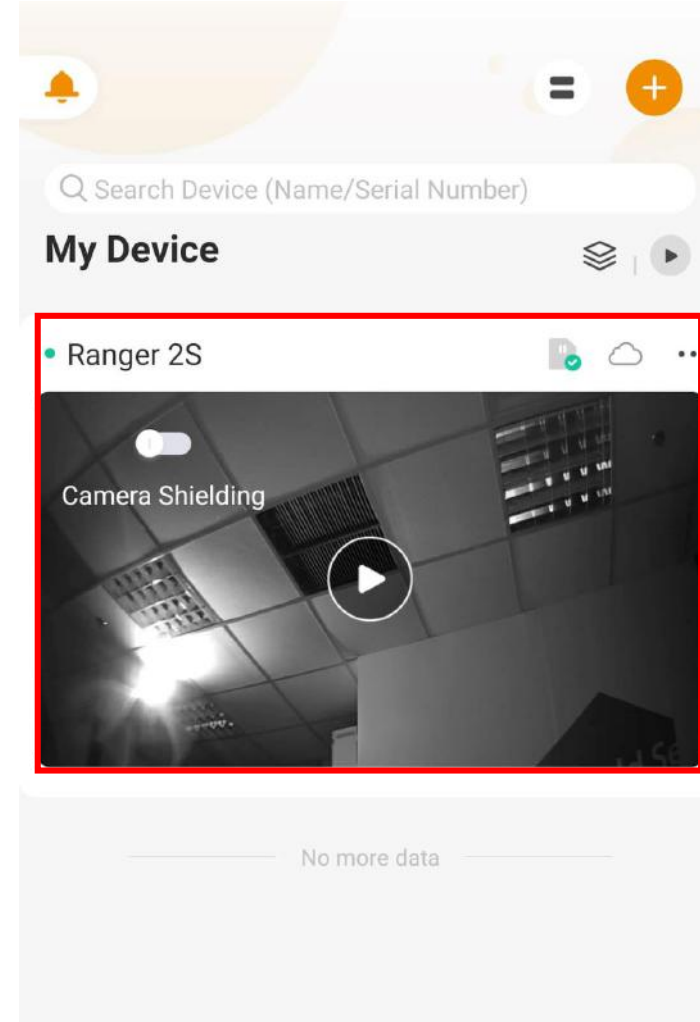 Search Device (Name/Serial Number)
My Device
Ranger 2S
Camera Shielding
No more data